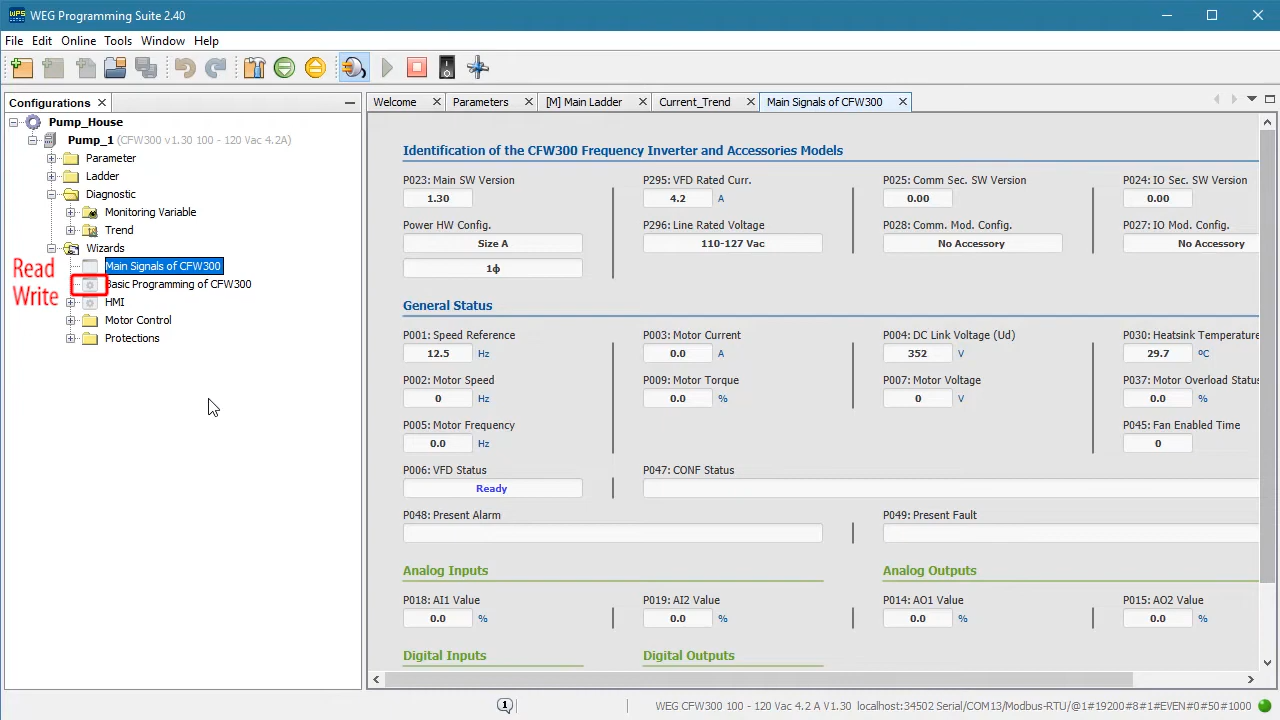 WPS WEG Programming Suite 2.40
File Edit Online Tools Window Help
Configurations
Pump_House
Pump_1 (CFW300 v1.30 100 - 120 Vac 4.2A)
Parameter
Ladder
Diagnostic
Monitoring Variable
Trend
Wizards
Main Signals of CFW300
Basic Programming of CFW300
HMI
Motor Control
Protections
Read
Write
Welcome Parameters [M] Main Ladder Current_Trend Main Signals of CFW300
Identification of the CFW300 Frequency Inverter and Accessories Models
P023: Main SW Version P295: VFD Rated Curr. P025: Comm Sec. SW Version P024: IO Sec. SW Version
1.30 4.2 A 0.00 0.00
Power HW Config. P296: Line Rated Voltage P028: Comm. Mod. Config. P027: IO Mod. Config.
Size A 110-127 Vac No Accessory No Accessory
1ϕ
General Status
P001: Speed Reference P003: Motor Current P004: DC Link Voltage (Ud) P030: Heatsink Temperature
12.5 Hz 0.0 A 352 V 29.7 ºC
P002: Motor Speed P009: Motor Torque P007: Motor Voltage P037: Motor Overload Status
0 Hz 0.0 % 0 V 0.0 %
P005: Motor Frequency P045: Fan Enabled Time
0.0 Hz 0
P006: VFD Status P047: CONF Status
Ready
P048: Present Alarm P049: Present Fault
Analog Inputs Analog Outputs
P018: AI1 Value P019: AI2 Value P014: AO1 Value P015: AO2 Value
0.0 % 0.0 % 0.0 % 0.0 %
Digital Inputs Digital Outputs
1 WEG CFW300 100 - 120 Vac 4.2 A V1.30 localhost:34502 Serial/COM13/Modbus-RTU/@1#19200#8#1#EVEN#0#50#1000